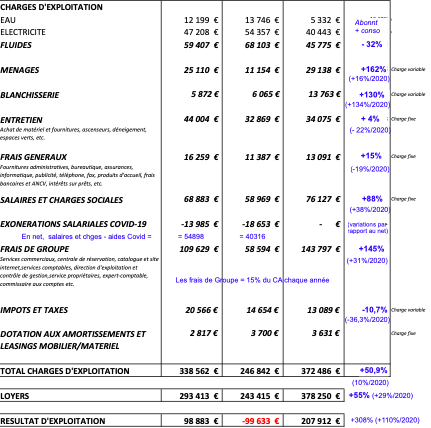 CHARGES D'EXPLOITATION
EAU 12 199 € 13 746 € 5 332 € Abonnt
ELECTRICITE 47 208 € 54 357 € 40 443 € + conso
FLUIDES 59 407 € 68 103 € 45 775 € - 32%
MENAGES 25 110 € 11 154 € 29 138 € +162% Charge variable
(+16%/2020)
BLANCHISSERIE 5 872 € 6 065 € 13 763 € +130% Charge variable
(+134%/2020)
ENTRETIEN 44 004 € 32 869 € 34 075 € + 4% Charge fixe
Achat de matériel et fournitures, ascenseurs, déneigement, (- 22%/2020)
espaces verts, etc.
FRAIS GENERAUX 16 259 € 11 387 € 13 091 € +15% Charge fixe
Fournitures administratives, bureautique, assurances, (-19%/2020)
informatique, publicité, téléphone, fax, produits d'accueil, frais
bancaires et ANCV, intérêts sur prêts, etc.
SALAIRES ET CHARGES SOCIALES 68 883 € 58 969 € 76 127 € +88% Charge fixe
(+38%/2020)
EXONERATIONS SALARIALES COVID-19 -13 985 € -18 653 € - € (variations par
En net, salaires et chges - aides Covid = = 54898 = 40316 rapport au net)
FRAIS DE GROUPE 109 629 € 58 594 € 143 797 € +145%
Services commerciaux, centrale de réservation, catalogue et site (+31%/2020)
internet,services comptables, direction d'exploitation et
contrôle de gestion,service propriétaires, expert-comptable,
commissaire aux comptes etc. Les frais de Groupe = 15% du CA chaque année
IMPOTS ET TAXES 20 566 € 14 654 € 13 089 € -10,7% Charge variable
(-36,3%/2020)
DOTATION AUX AMORTISSEMENTS ET 2 817 € 3 700 € 3 631 € Charge fixe
LEASINGS MOBILIER/MATERIEL
TOTAL CHARGES D'EXPLOITATION 338 562 € 246 842 € 372 486 € +50,9%
(10%/2020)
LOYERS 293 413 € 243 415 € 378 250 € +55% (+29%/2020)
RESULTAT D'EXPLOITATION 98 883 € -99 633 € 207 912 € +308% (+110%/2020)